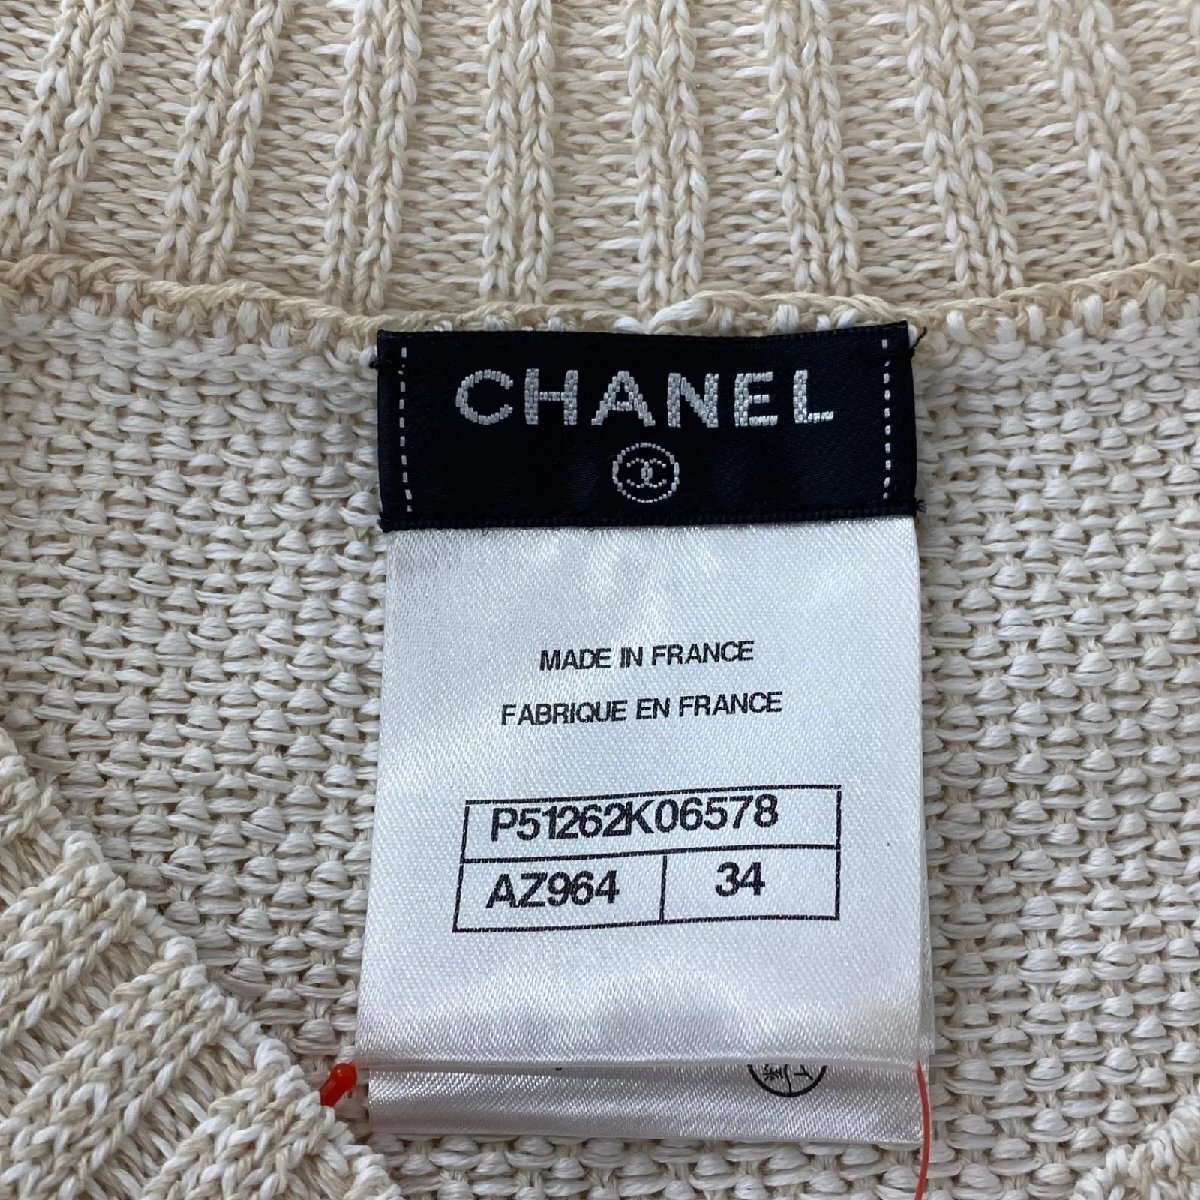 CHANEL
MADE IN FRANCE
FABRIQUE EN FRANCE
P51262K06578
AZ964 34